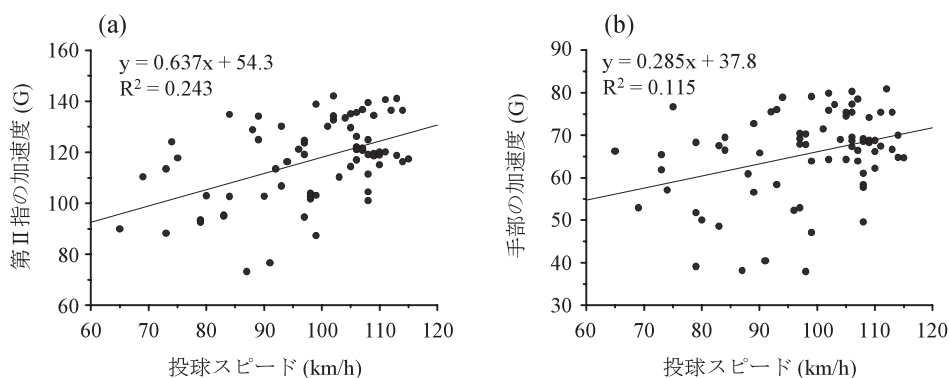 (a)
y = 0.637x + 54.3
R² = 0.243
第Ⅱ指の加速度 (G)
160
140
120
100
80
60
60 70 80 90 100 110 120
投球スピード (km/h)
(b)
y = 0.285x + 37.8
R² = 0.115
手部の加速度 (G)
90
80
70
60
50
40
30
60 70 80 90 100 110 120
投球スピード (km/h)